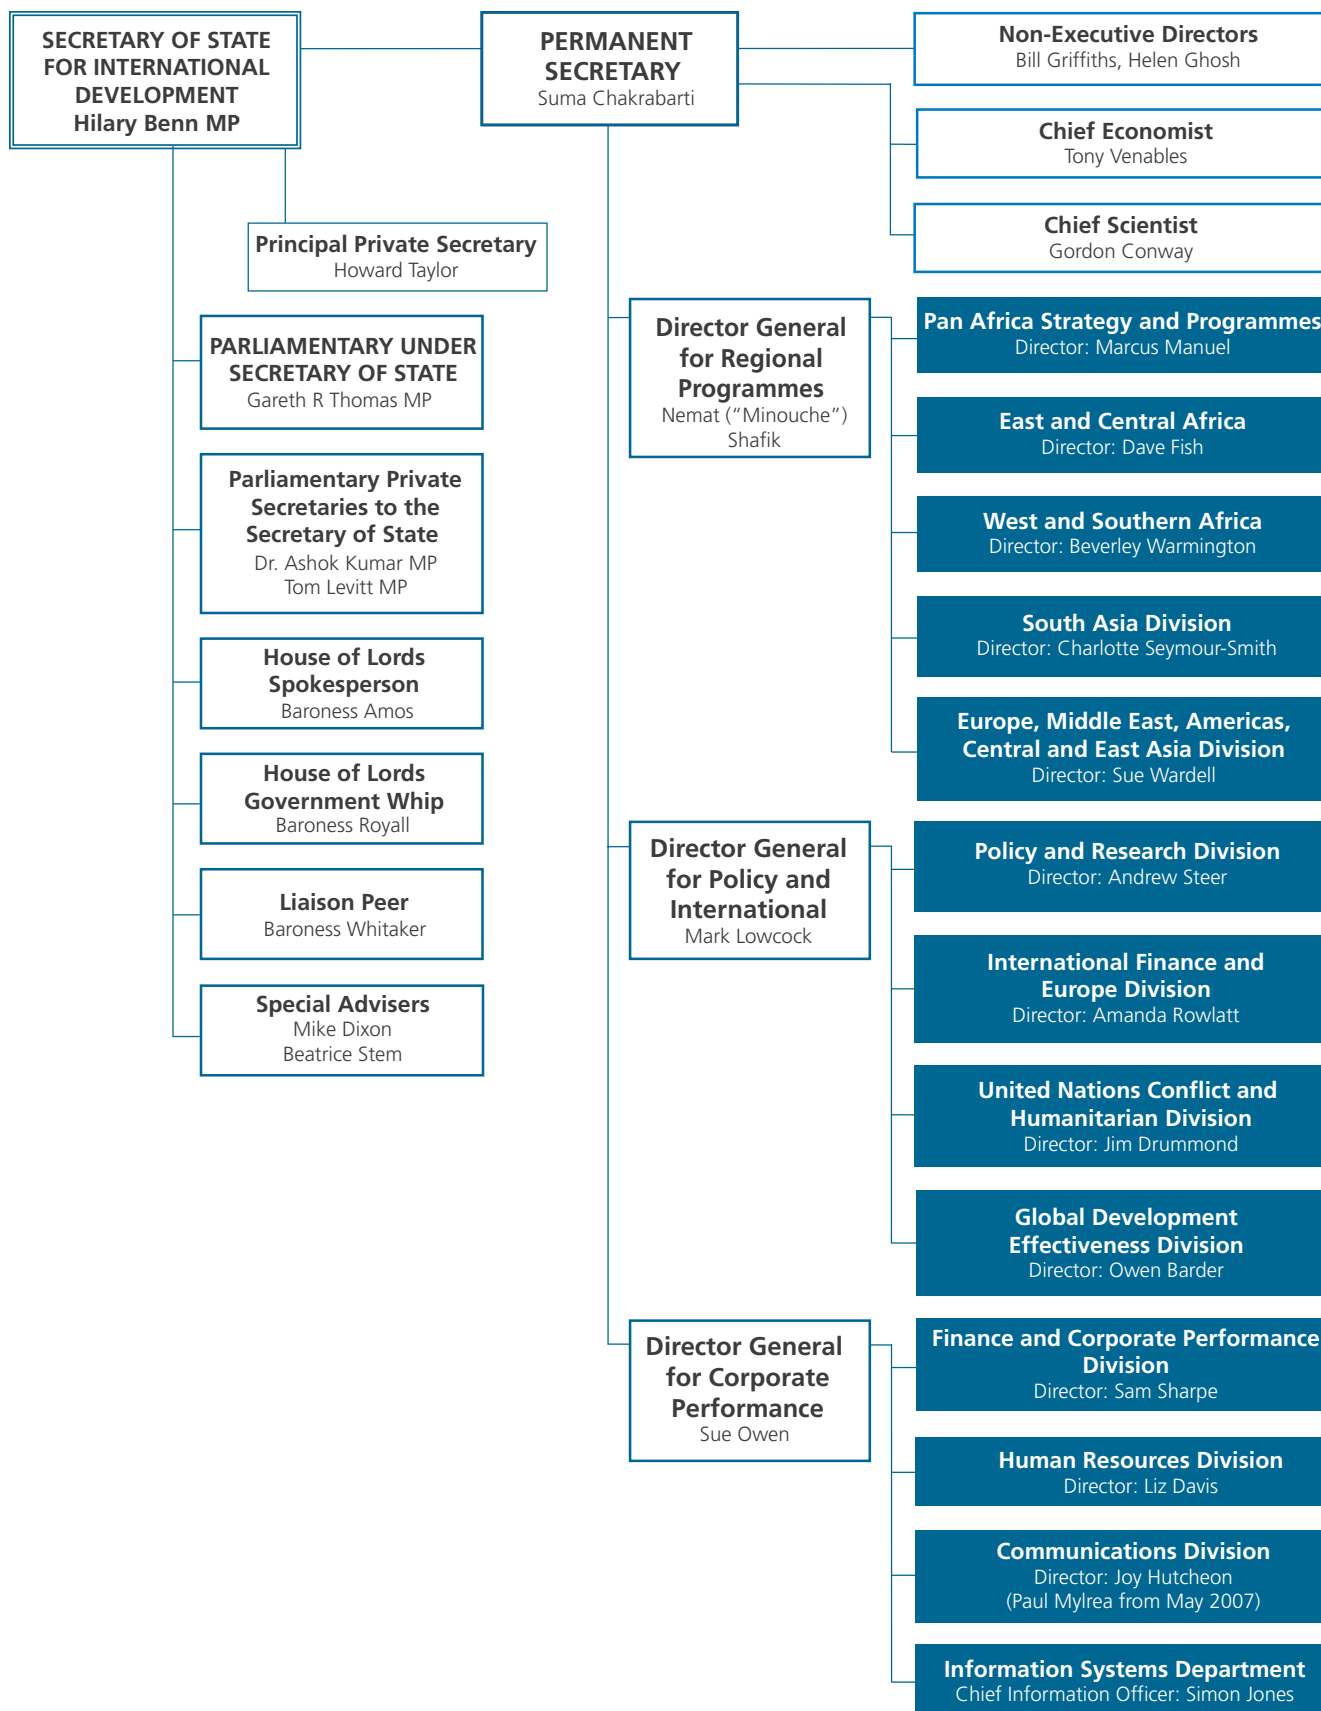 SECRETARY OF STATE
FOR INTERNATIONAL
DEVELOPMENT
Hilary Benn MP
PERMANENT
SECRETARY
Suma Chakrabarti
Non-Executive Directors
Bill Griffiths, Helen Ghosh
Chief Economist
Tony Venables
Chief Scientist
Gordon Conway
Principal Private Secretary
Howard Taylor
PARLIAMENTARY UNDER
SECRETARY OF STATE
Gareth R Thomas MP
Parliamentary Private
Secretaries to the
Secretary of State
Dr. Ashok Kumar MP
Tom Levitt MP
House of Lords
Spokesperson
Baroness Amos
House of Lords
Government Whip
Baroness Royall
Liaison Peer
Baroness Whitaker
Special Advisers
Mike Dixon
Beatrice Stem
Director General
for Regional
Programmes
Nemat (“Minouche”)
Shafik
Pan Africa Strategy and Programmes
Director: Marcus Manuel
East and Central Africa
Director: Dave Fish
West and Southern Africa
Director: Beverley Warmington
South Asia Division
Director: Charlotte Seymour-Smith
Europe, Middle East, Americas,
Central and East Asia Division
Director: Sue Wardell
Director General
for Policy and
International
Mark Lowcock
Policy and Research Division
Director: Andrew Steer
International Finance and
Europe Division
Director: Amanda Rowlatt
United Nations Conflict and
Humanitarian Division
Director: Jim Drummond
Global Development
Effectiveness Division
Director: Owen Barder
Director General
for Corporate
Performance
Sue Owen
Finance and Corporate Performance
Division
Director: Sam Sharpe
Human Resources Division
Director: Liz Davis
Communications Division
Director: Joy Hutcheon
(Paul Mylrea from May 2007)
Information Systems Department
Chief Information Officer: Simon Jones